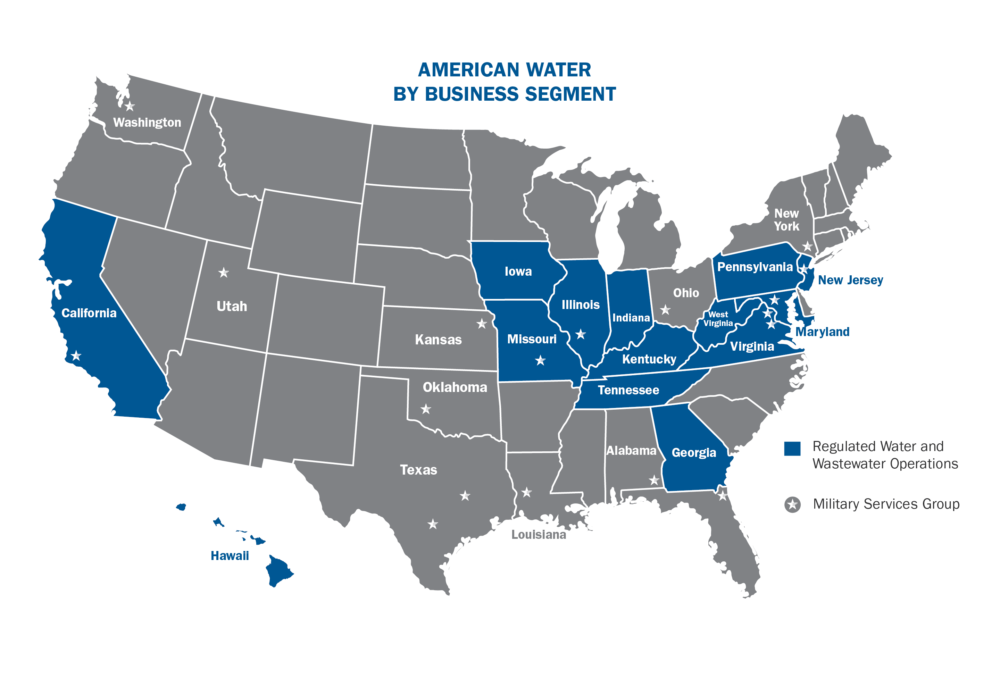 AMERICAN WATER
BY BUSINESS SEGMENT
Washington
New
York
Pennsylvania
Iowa
New Jersey
Ohio
Illinois
Utah
California
West
Virginia
Indiana
Maryland
Kansas
Missouri
Virginia
Kentucky
Oklahoma
Tennessee
Alabama
Georgia
Texas
Louisiana
Hawaii
Regulated Water and
Wastewater Operations
Military Services Group